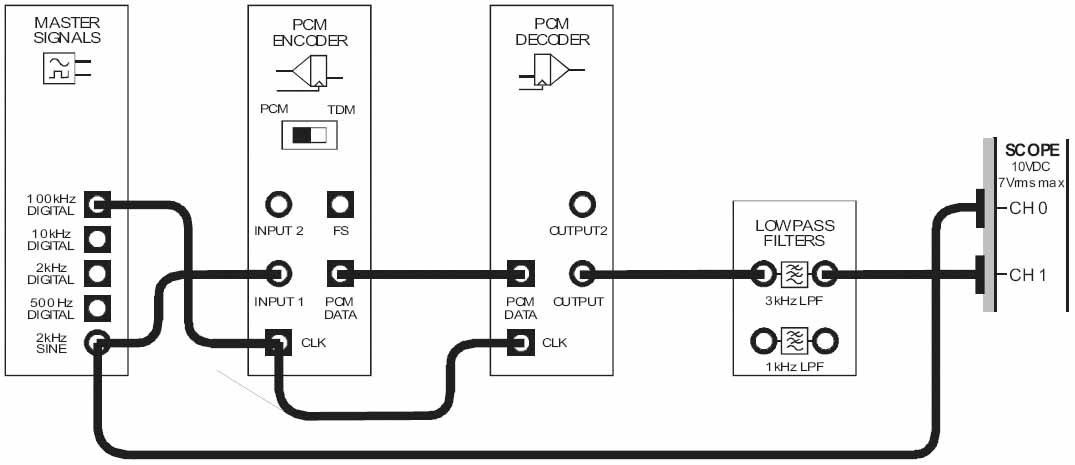 MASTER
SIGNALS
100kHz
DIGITAL
10kHz
DIGITAL
2kHz
DIGITAL
500Hz
DIGITAL
2kHz
SINE
PCM
ENCODER
PCM TDM
INPUT 2 FS
INPUT 1 PCM
DATA
CLK
PCM
DECODER
OUTPUT2
PCM
DATA
OUTPUT
CLK
LOWPASS
FILTERS
3kHz LPF
1kHz LPF
SCOPE
10VDC
7Vrms max
CH 0
CH 1